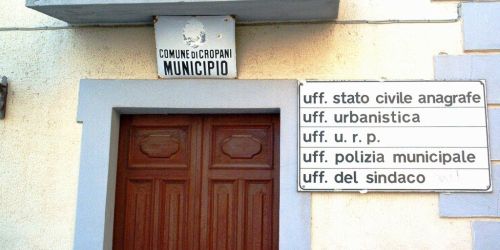 COMUNE DI CROPANI
MUNICIPIO
uff. stato civile anagrafe
uff. urbanistica
uff. u. r. p.
uff. polizia municipale
uff. del sindaco